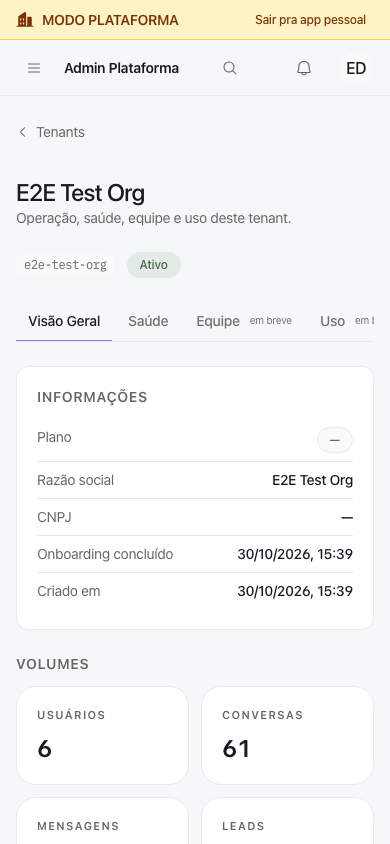 MODO PLATAFORMA Sair pra app pessoal
Admin Plataforma ED
Tenants
E2E Test Org
Operação, saúde, equipe e uso deste tenant.
e2e-test-org Ativo
Visão Geral Saúde Equipe em breve Uso em
INFORMAÇÕES
Plano —
Razão social E2E Test Org
CNPJ —
Onboarding concluído 30/10/2026, 15:39
Criado em 30/10/2026, 15:39
VOLUMES
USUÁRIOS CONVERSAS
6 61
MENSAGENS LEADS